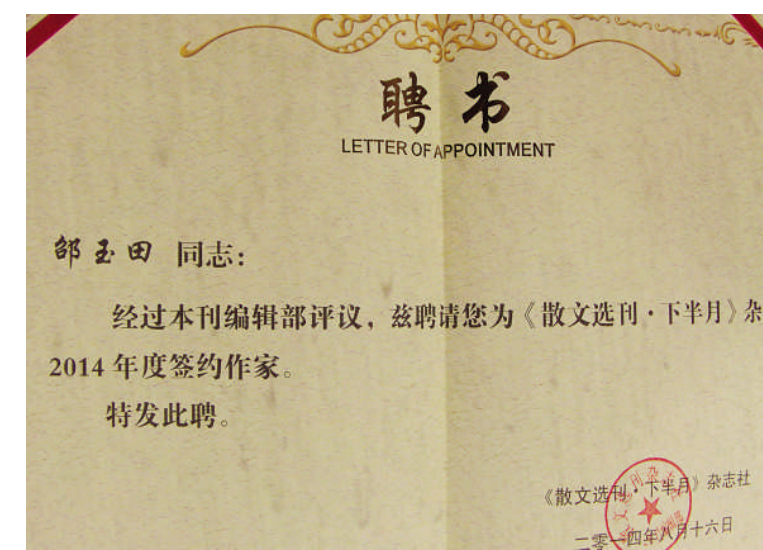 聘书
LETTER OF APPOINTMENT
邵玉田 同志：
经过本刊编辑部评议，兹聘请您为《散文选刊·下半月》杂
2014 年度签约作家。
特发此聘。
《散文选刊·下半月》杂志社
二零一四年八月十六日